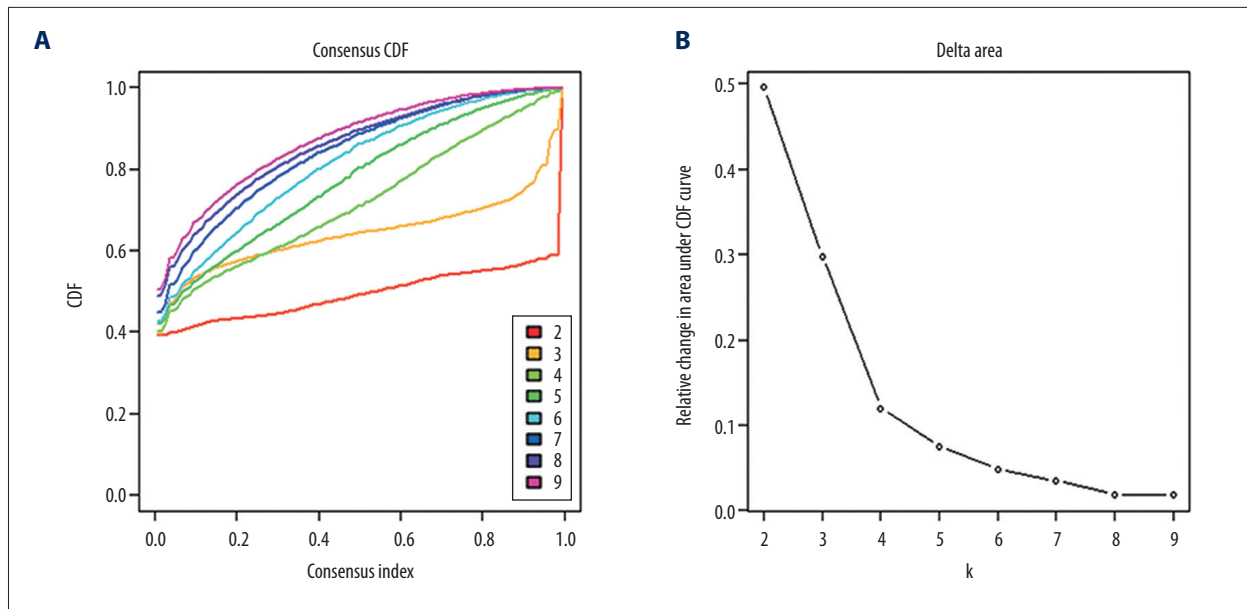 A
Consensus CDF
CDF
1.0
0.8
0.6
0.4
0.2
0.0
0.0 0.2 0.4 0.6 0.8 1.0
Consensus index
2
3
4
5
6
7
8
9
B
Delta area
Relative change in area under CDF curve
0.5
0.4
0.3
0.2
0.1
0.0
2 3 4 5 6 7 8 9
k